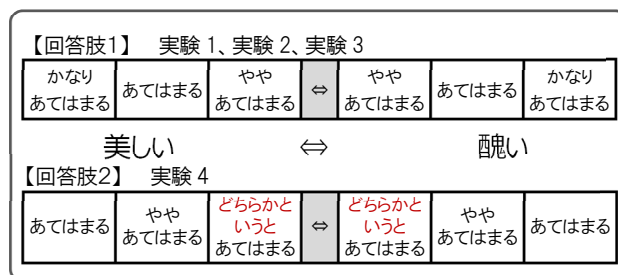 【回答肢1】 実験 1、実験 2、実験 3
かなり
あてはまる
あてはまる
やや
あてはまる
⇔
やや
あてはまる
あてはまる
かなり
あてはまる
美しい ⇔ 醜い
【回答肢2】 実験 4
あてはまる
やや
あてはまる
どちらかと
いうと
あてはまる
⇔
どちらかと
いうと
あてはまる
やや
あてはまる
あてはまる